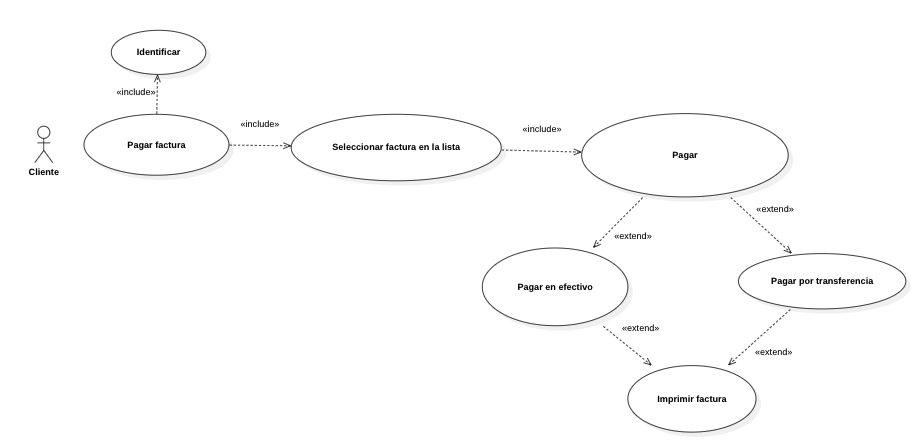 Identificar
«include»
«include»
«include»
Pagar factura
Seleccionar factura en la lista
Pagar
Cliente
«extend»
«extend»
Pagar en efectivo
Pagar por transferencia
«extend»
«extend»
Imprimir factura